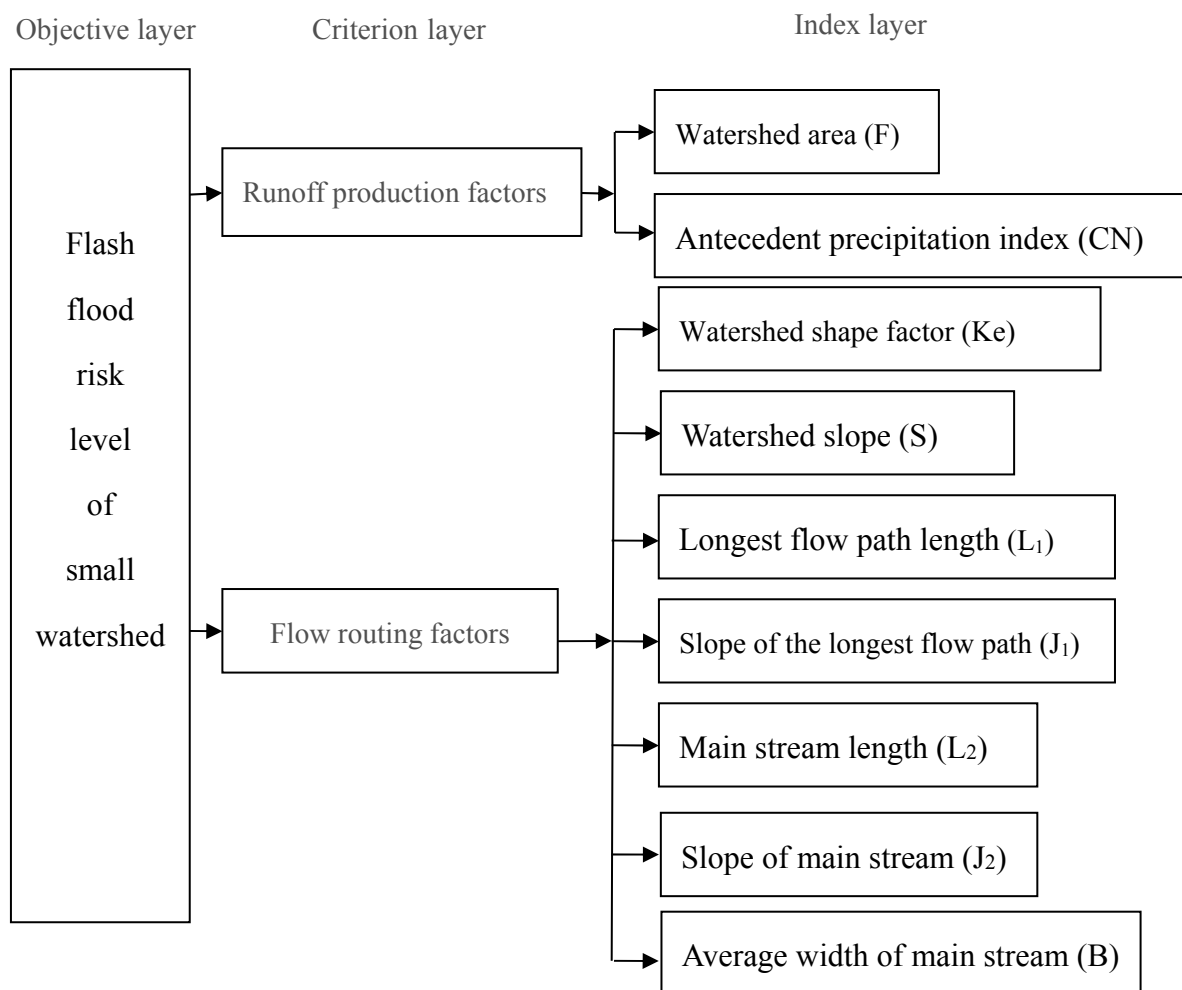 Objective layer
Criterion layer
Index layer
Flash
flood
risk
level
of
small
watershed
Runoff production factors
Flow routing factors
Watershed area (F)
Antecedent precipitation index (CN)
Watershed shape factor (Ke)
Watershed slope (S)
Longest flow path length (L₁)
Slope of the longest flow path (J₁)
Main stream length (L₂)
Slope of main stream (J₂)
Average width of main stream (B)